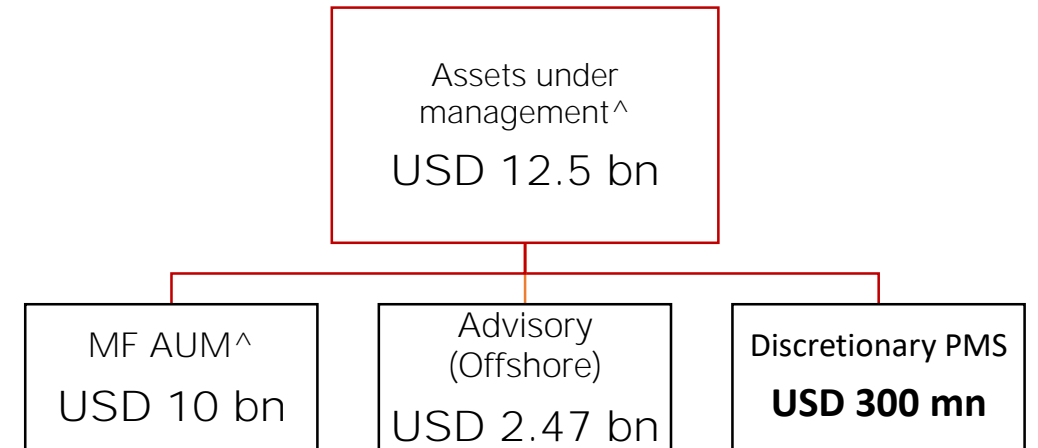 Assets under
management^
USD 12.5 bn
MF AUM^
USD 10 bn
Advisory
(Offshore)
USD 2.47 bn
Discretionary PMS
USD 300 mn